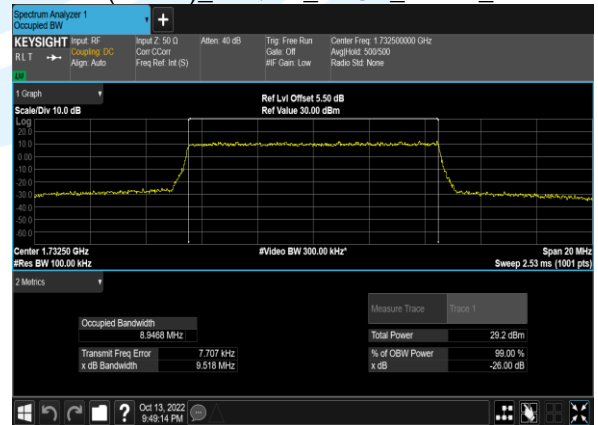 Spectrum Analyzer 1
Occupied BW
+
KEYSIGHT
R L T
Input: RF
Coupling: DC
Align: Auto
Input Z: 50 Ω
Corr CCorr
Freq Ref: Int (S)
Atten: 40 dB
Trig: Free Run
Gate: Off
#IF Gain: Low
Center Freq: 1.732500000 GHz
Avg|Hold: 500/500
Radio Std: None
1 Graph
Scale/Div 10.0 dB
Ref Lvl Offset 5.50 dB
Ref Value 30.00 dBm
Log
20.0
10.0
0.00
-10.0
-20.0
-30.0
-40.0
-50.0
-60.0
Center 1.73250 GHz
#Video BW 300.00 kHz*
Span 20 MHz
#Res BW 100.00 kHz
Sweep 2.53 ms (1001 pts)
2 Metrics
Measure Trace
Trace 1
Occupied Bandwidth
8.9468 MHz
Total Power
29.2 dBm
Transmit Freq Error
7.707 kHz
% of OBW Power
99.00 %
x dB Bandwidth
9.518 MHz
x dB
-26.00 dB
?
Oct 13, 2022
9:49:14 PM